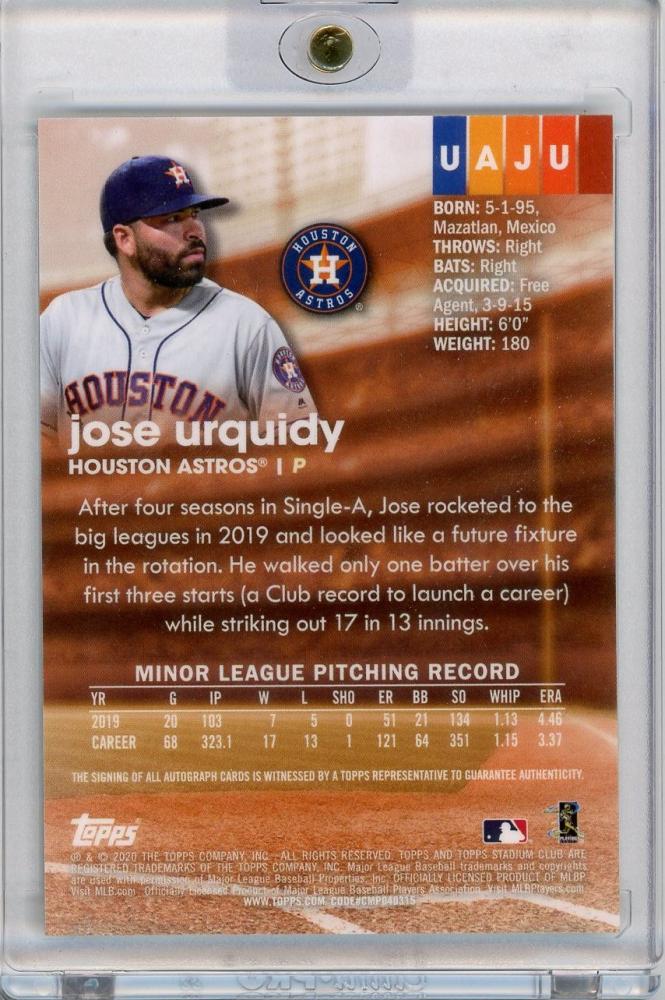 UAJU
BORN: 5-1-95,
Mazatlan, Mexico
THROWS: Right
BATS: Right
ACQUIRED: Free
Agent, 3-9-15
HEIGHT: 6'0"
WEIGHT: 180
HOUSTON
H
ASTROS
®
HOUSTON
jose urquidy
HOUSTON ASTROS® | P
After four seasons in Single-A, Jose rocketed to the
big leagues in 2019 and looked like a future fixture
in the rotation. He walked only one batter over his
first three starts (a Club record to launch a career)
while striking out 17 in 13 innings.
MINOR LEAGUE PITCHING RECORD
YR G IP W L SHO ER BB SO WHIP ERA
2019 20 103 7 5 0 51 21 134 1.13 4.46
CAREER 68 323.1 17 13 1 121 64 351 1.15 3.37
THE SIGNING OF ALL AUTOGRAPH CARDS IS WITNESSED BY A TOPPS REPRESENTATIVE TO GUARANTEE AUTHENTICITY.
Topps
® & © 2020 THE TOPPS COMPANY, INC. ALL RIGHTS RESERVED. TOPPS AND TOPPS STADIUM CLUB ARE
REGISTERED TRADEMARKS OF THE TOPPS COMPANY, INC. Major League Baseball trademarks and copyrights
are used with permission of Major League Baseball Properties, Inc. OFFICIALLY LICENSED PRODUCT OF MLBP
Visit MLB.com. Officially Licensed Product of Major League Baseball Players Association. Visit MLBPlayers.com
WWW.TOPPS.COM CODE#CMP040315